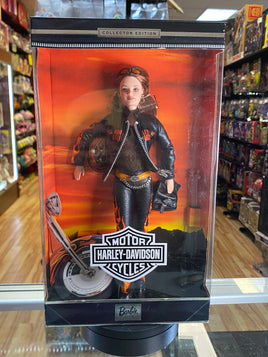 COLLECTOR EDITION
MOTOR
HARLEY-DAVIDSON
CYCLES
Barbie